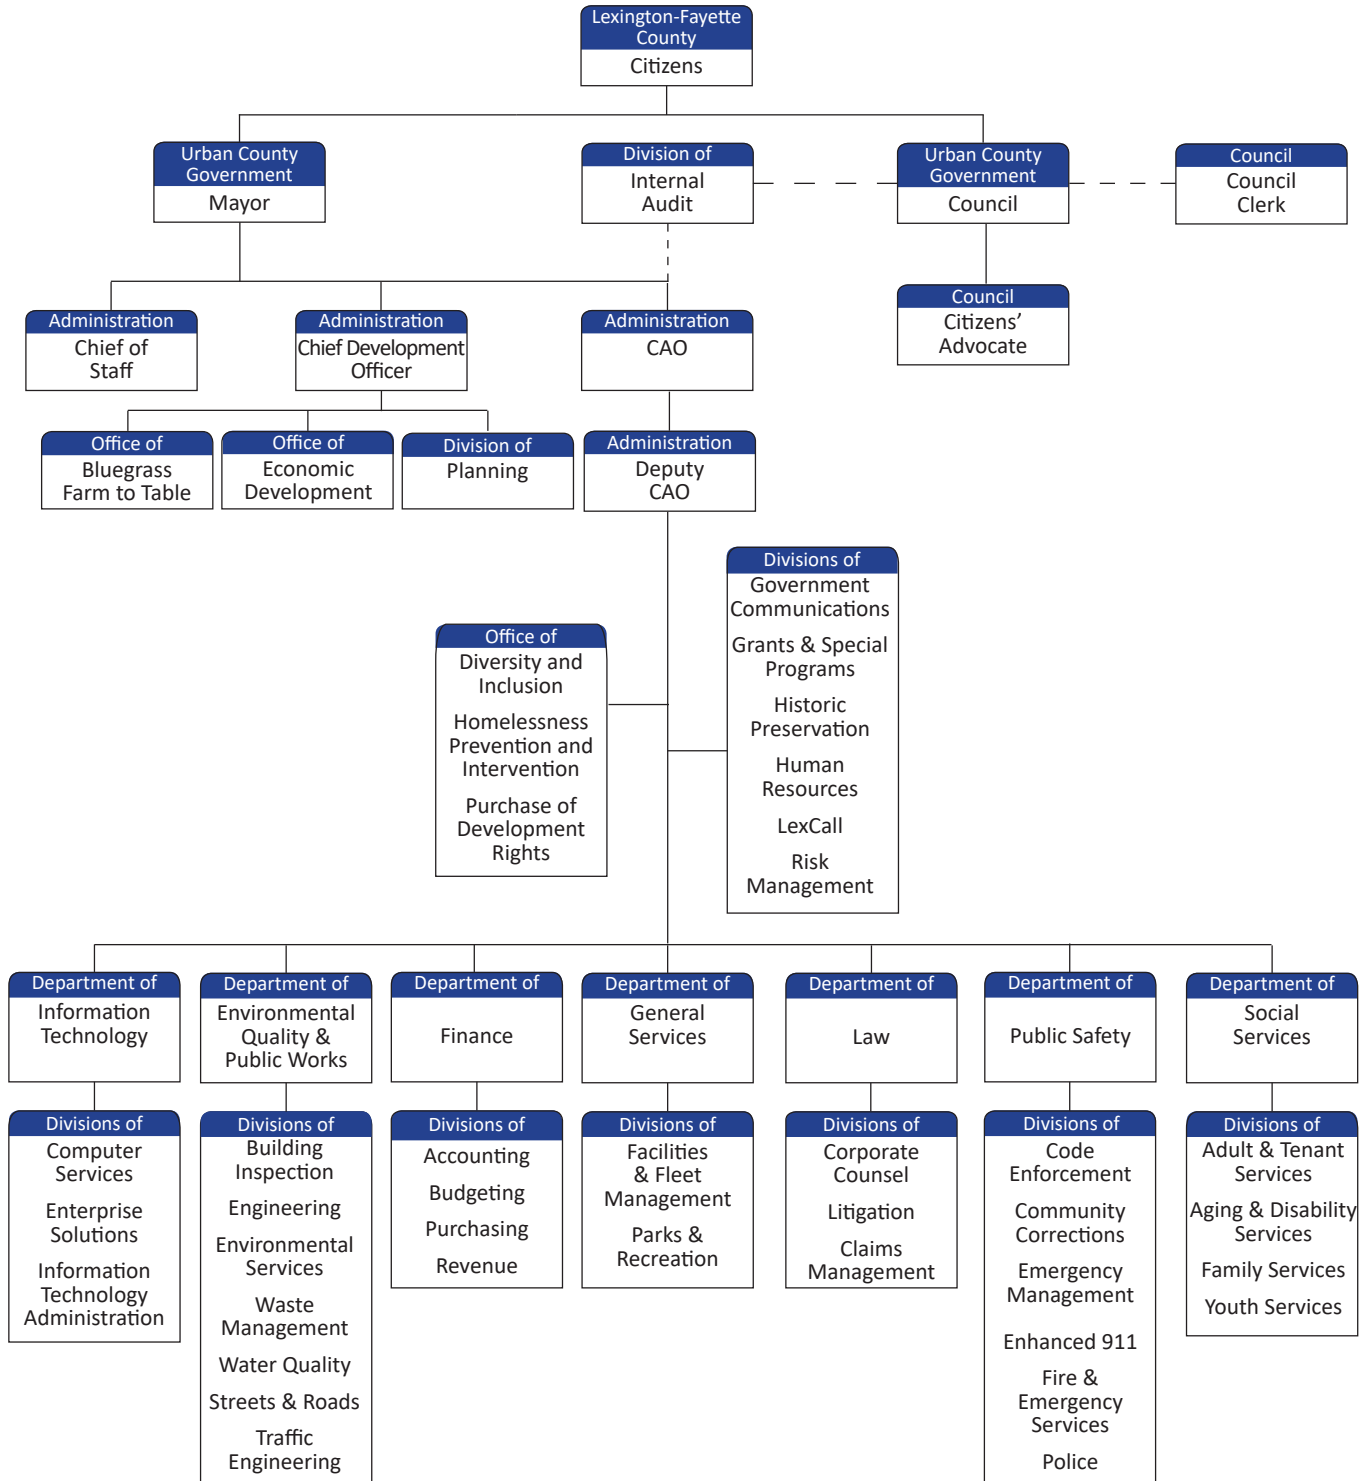 Lexington-Fayette
County
Citizens
Urban County
Government
Mayor
Division of
Internal
Audit
Urban County
Government
Council
Council
Council
Clerk
Council
Citizens’
Advocate
Administration
Chief of
Staff
Administration
Chief Development
Officer
Administration
CAO
Office of
Bluegrass
Farm to Table
Office of
Economic
Development
Division of
Planning
Administration
Deputy
CAO
Divisions of
Government
Communications
Grants & Special
Programs
Historic
Preservation
Human
Resources
LexCall
Risk
Management
Office of
Diversity and
Inclusion
Homelessness
Prevention and
Intervention
Purchase of
Development
Rights
Department of
Information
Technology
Department of
Environmental
Quality &
Public Works
Department of
Finance
Department of
General
Services
Department of
Law
Department of
Public Safety
Department of
Social
Services
Divisions of
Computer
Services
Enterprise
Solutions
Information
Technology
Administration
Divisions of
Building
Inspection
Engineering
Environmental
Services
Waste
Management
Water Quality
Streets & Roads
Traffic
Engineering
Divisions of
Accounting
Budgeting
Purchasing
Revenue
Divisions of
Facilities
& Fleet
Management
Parks &
Recreation
Divisions of
Corporate
Counsel
Litigation
Claims
Management
Divisions of
Code
Enforcement
Community
Corrections
Emergency
Management
Enhanced 911
Fire &
Emergency
Services
Police
Divisions of
Adult & Tenant
Services
Aging & Disability
Services
Family Services
Youth Services